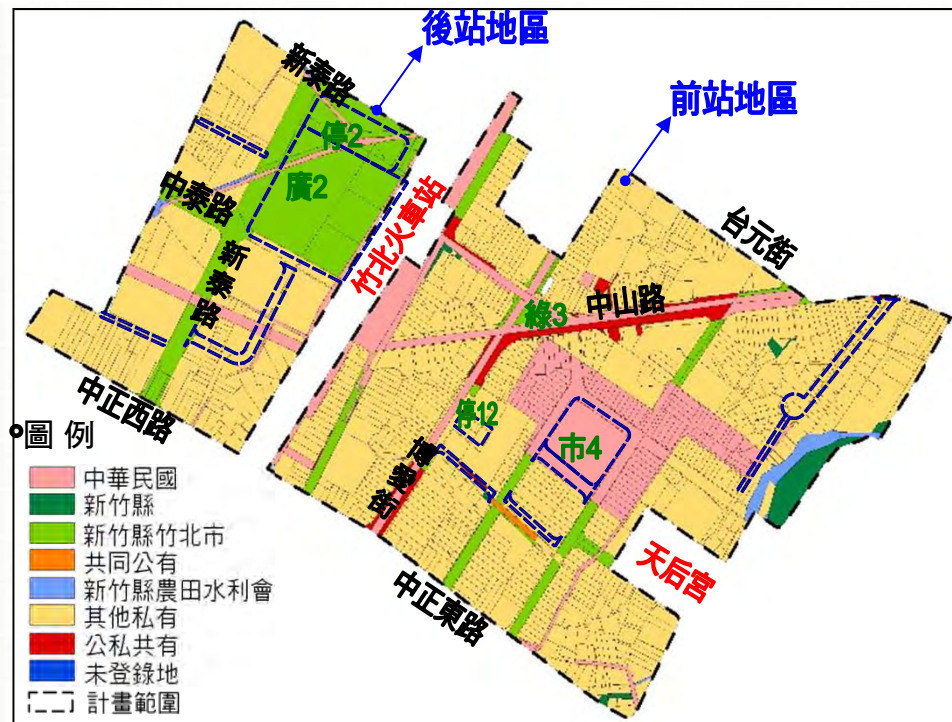 後站地區
新泰路
前站地區
停2
廣2
中泰路
竹北火車站
台元街
新泰路
中山路
綠3
中正西路
停12
市4
博愛街
天后宮
中正東路
圖例
中華民國
新竹縣
新竹縣竹北市
共同公有
新竹縣農田水利會
其他私有
公私共有
未登錄地
計畫範圍